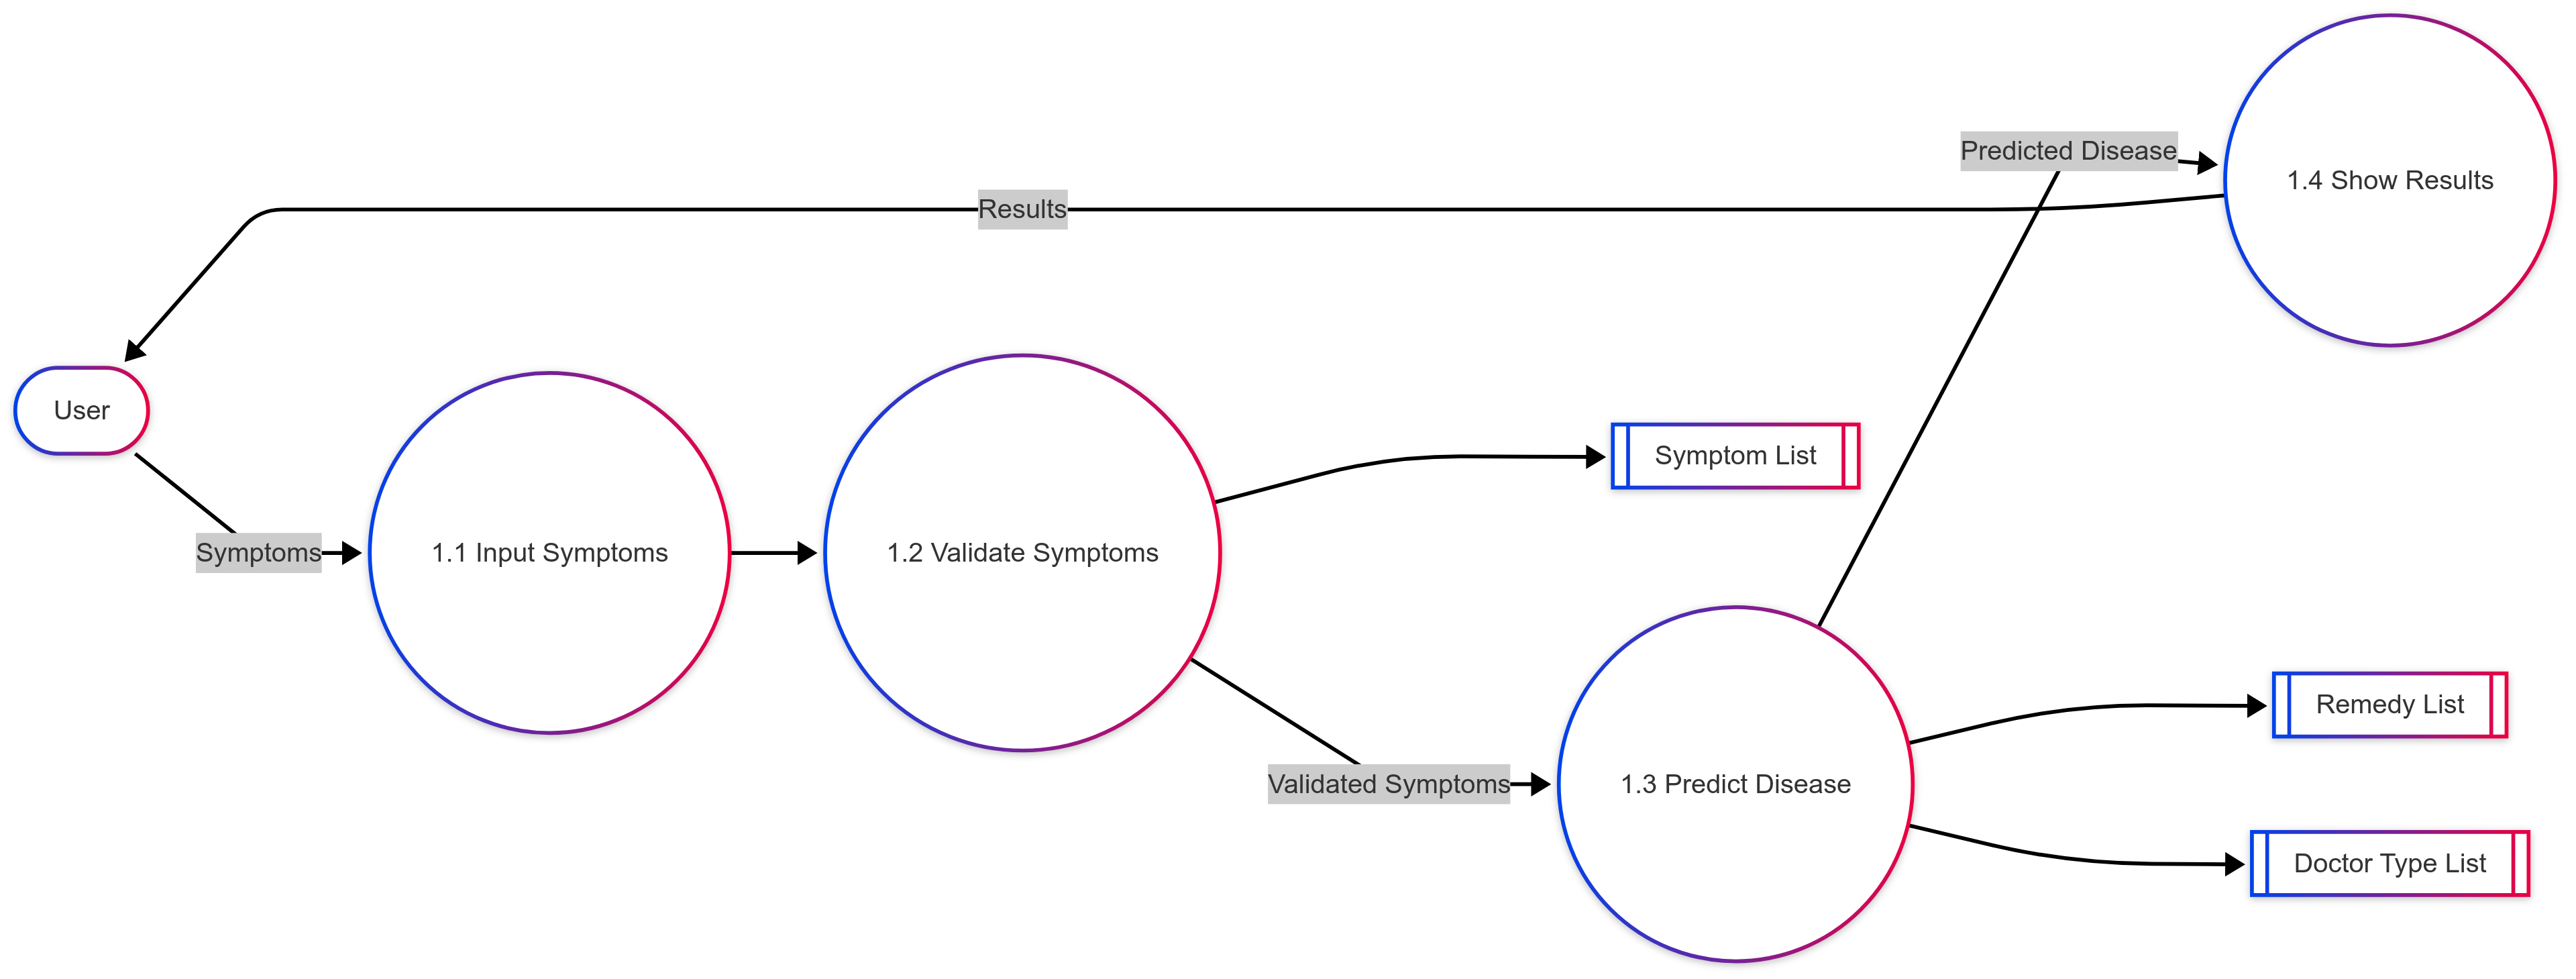 Predicted Disease
1.4 Show Results
Results
User
Symptoms
1.1 Input Symptoms
1.2 Validate Symptoms
Symptom List
Validated Symptoms
1.3 Predict Disease
Remedy List
Doctor Type List